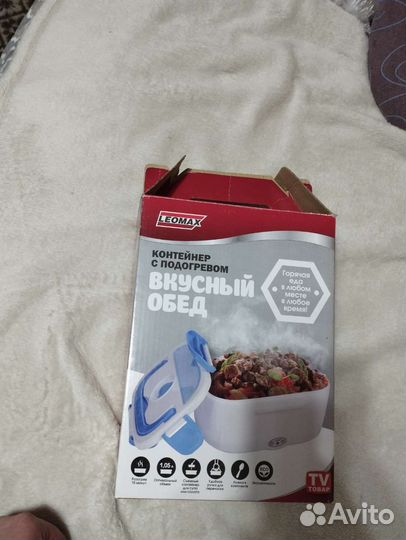 LEOMAX
КОНТЕЙНЕР
С ПОДОГРЕВОМ
ВКУСНЫЙ
ОБЕД
Горячая
еда
в любом
месте
в любое
время!
1,05 л
TV
ТОВАР
Avito